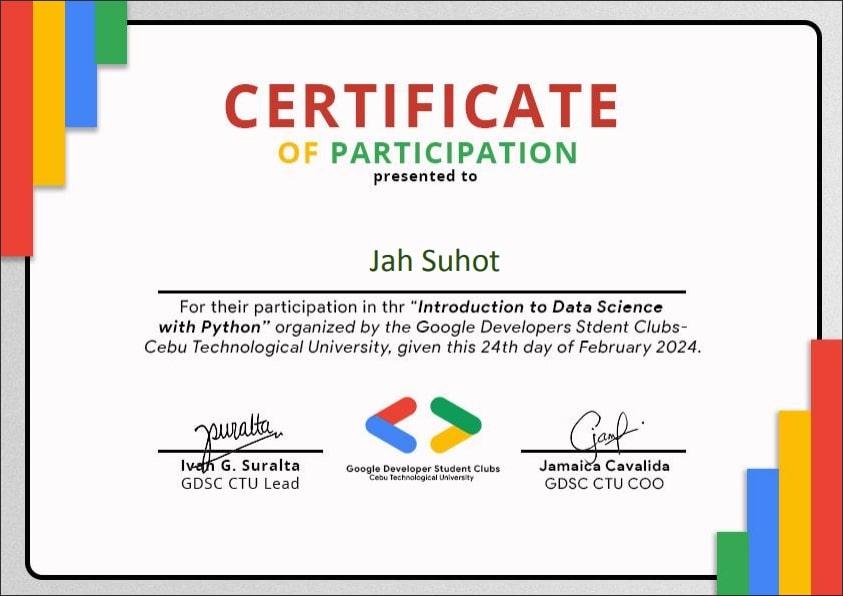 CERTIFICATE
OF PARTICIPATION
presented to
Jah Suhot
For their participation in thr “Introduction to Data Science
with Python” organized by the Google Developers Stdent Clubs-
Cebu Technological University, given this 24th day of February 2024.
Ivan G. Suralta
GDSC CTU Lead
Google Developer Student Clubs
Cebu Technological University
Jamaica Cavalida
GDSC CTU COO